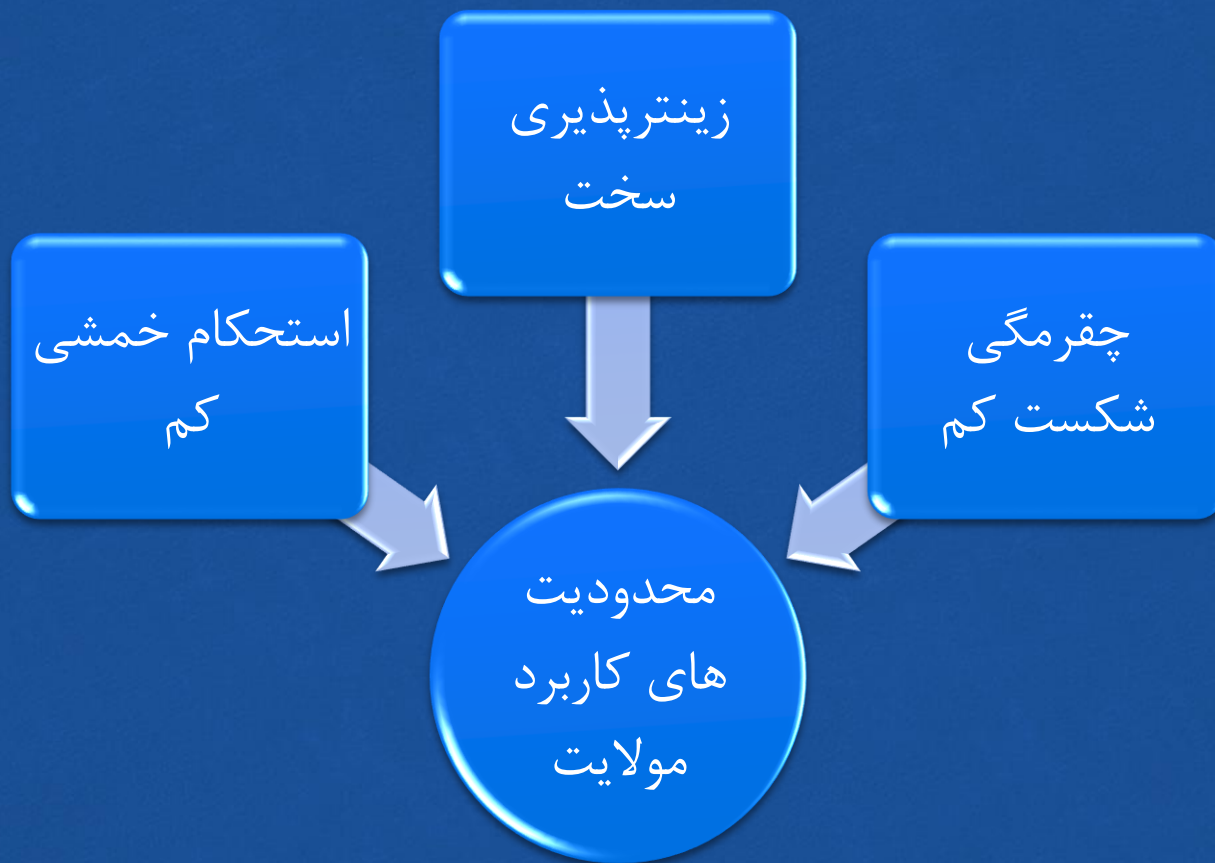 زینترپذیری
سخت
چقرمگی
شکست کم
استحکام خمشی
کم
محدودیت
های کاربرد
مولایت